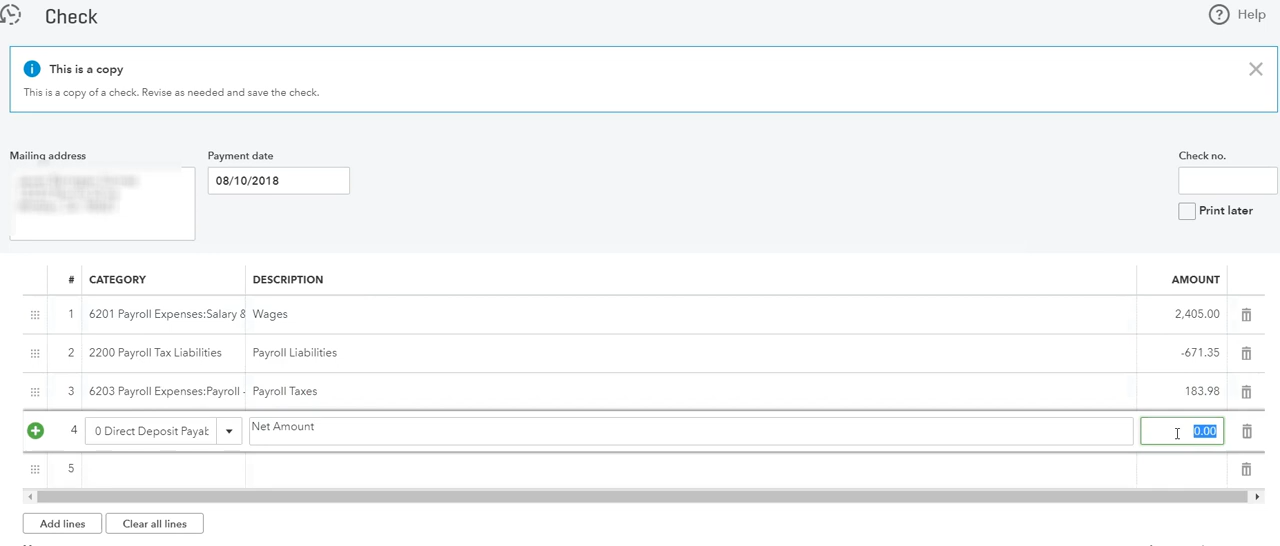 Check
Help
This is a copy
This is a copy of a check. Revise as needed and save the check.
Mailing address
Payment date
Check no.
08/10/2018
Print later
# CATEGORY DESCRIPTION AMOUNT
1 6201 Payroll Expenses:Salary & Wages 2,405.00
2 2200 Payroll Tax Liabilities Payroll Liabilities -671.35
3 6203 Payroll Expenses:Payroll - Payroll Taxes 183.98
4 0 Direct Deposit Payab Net Amount 0.00
5
Add lines Clear all lines